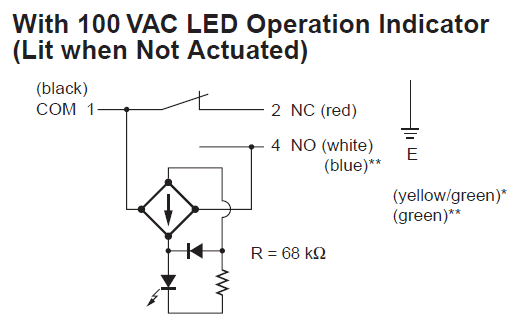 With 100 VAC LED Operation Indicator
(Lit when Not Actuated)
(black)
COM 1
2 NC (red)
4 NO (white)
(blue)**
E
(yellow/green)*
(green)**
R = 68 kΩ